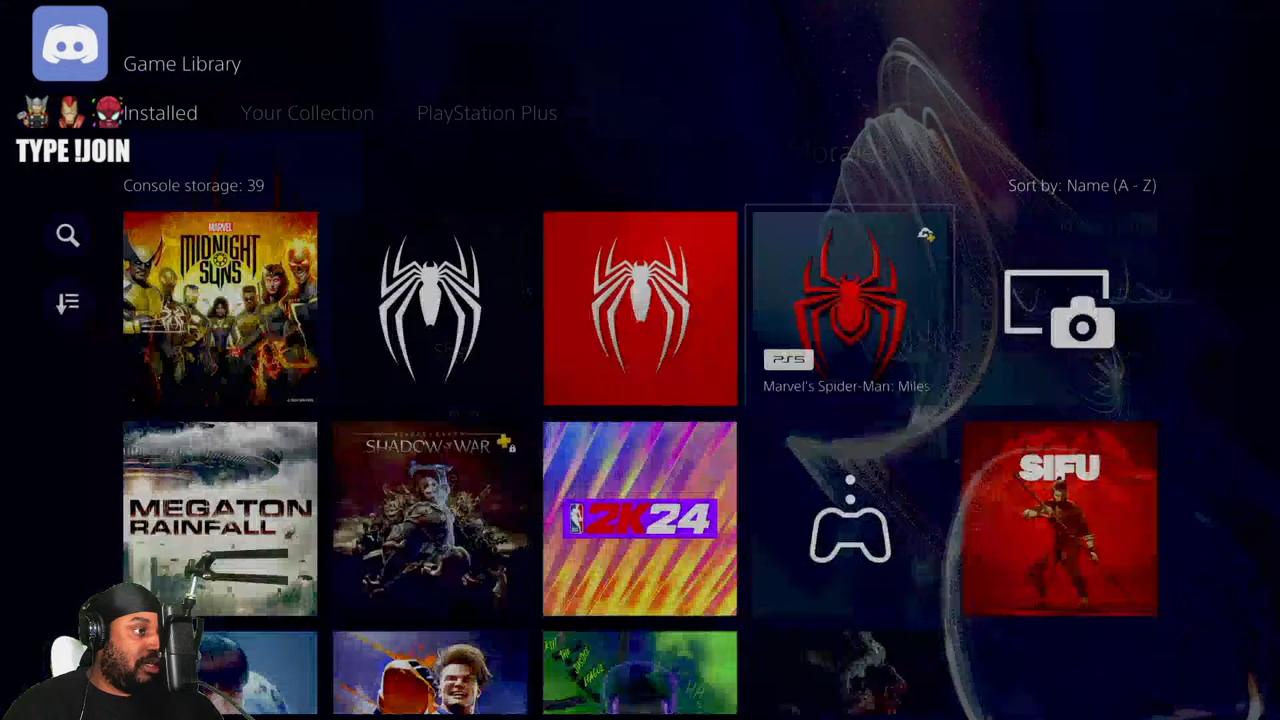 Game Library
Installed
Your Collection
PlayStation Plus
TYPE !JOIN
Console storage: 39
Sort by: Name (A - Z)
MARVEL
MIDNIGHT
SUNS
PS5
Marvel's Spider-Man: Miles
MEGATON
RAINFALL
SHADOW OF WAR
2K24
SIFU